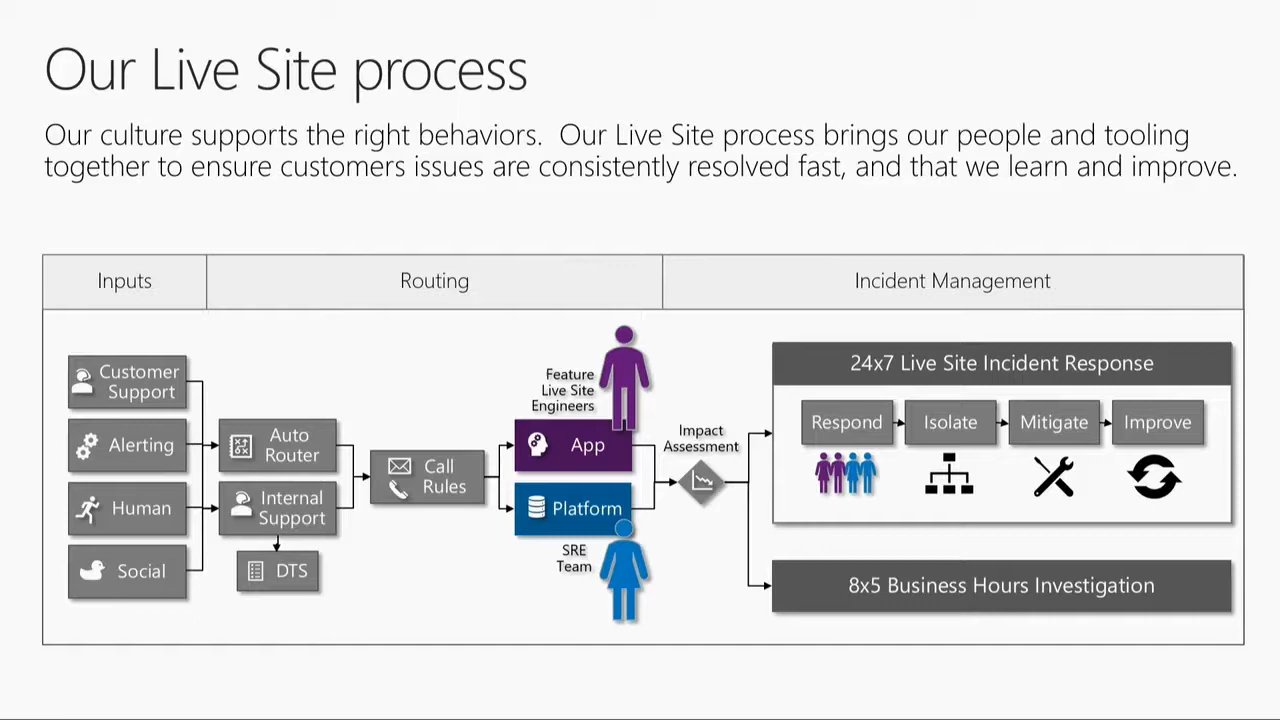 Our Live Site process
Our culture supports the right behaviors.  Our Live Site process brings our people and tooling
together to ensure customers issues are consistently resolved fast, and that we learn and improve.
Inputs
Routing
Incident Management
Customer
Support
Alerting
Human
Social
Auto
Router
Internal
Support
DTS
Call
Rules
Feature
Live Site
Engineers
App
Platform
SRE
Team
Impact
Assessment
24x7 Live Site Incident Response
Respond
Isolate
Mitigate
Improve
8x5 Business Hours Investigation